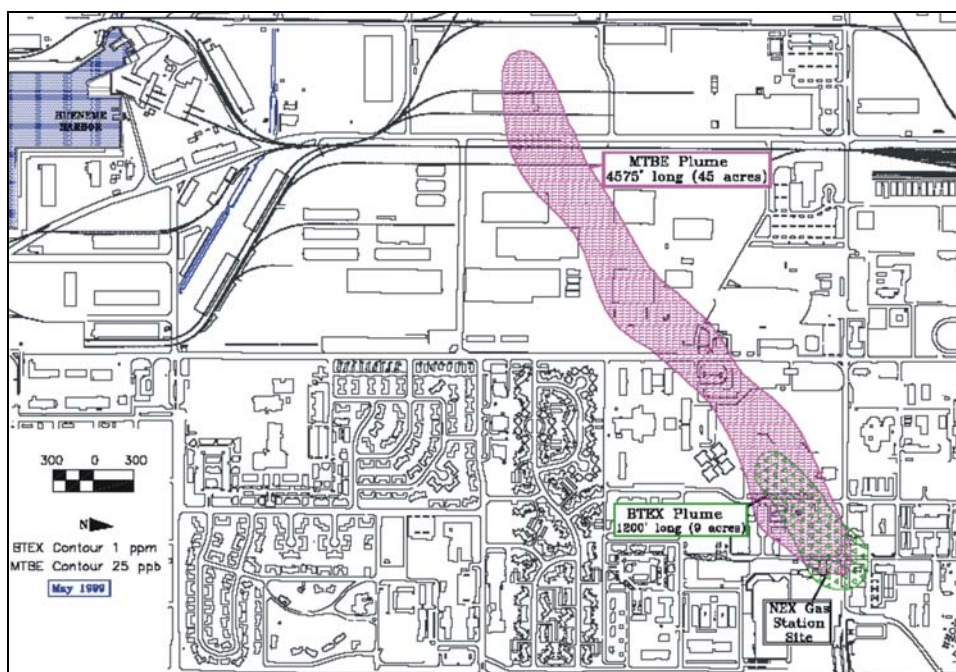 HUENEME
HARBOR
MTBE Plume
4575' long (45 acres)
300 0 300
N
BTEX Contour 1 ppm
MTBE Contour 25 ppb
May 1999
BTEX Plume
1200' long (9 acres)
NEX Gas
Station
Site